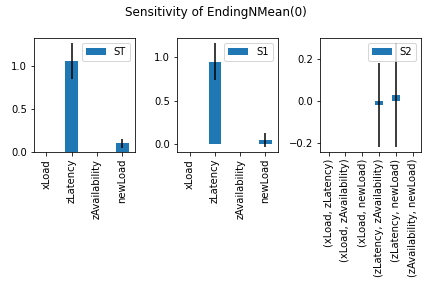 Sensitivity of EndingNMean(0)
ST
1.0
0.5
0.0
xLoad
zLatency
zAvailability
newLoad
S1
1.0
0.5
0.0
xLoad
zLatency
zAvailability
newLoad
S2
0.2
0.0
−0.2
(xLoad, zLatency)
(xLoad, zAvailability)
(xLoad, newLoad)
(zLatency, zAvailability)
(zLatency, newLoad)
(zAvailability, newLoad)